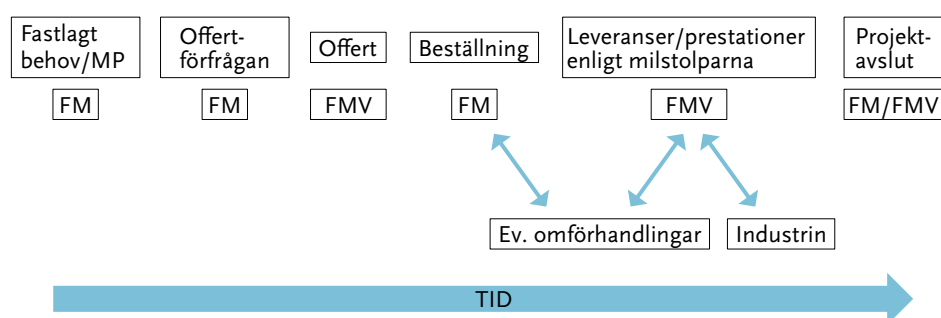 Fastlagt
behov/MP
Offert-
förfrågan
Offert
Beställning
Leveranser/prestationer
enligt milstolparna
Projekt-
avslut
FM
FM
FMV
FM
FMV
FM/FMV
Ev. omförhandlingar
Industrin
TID